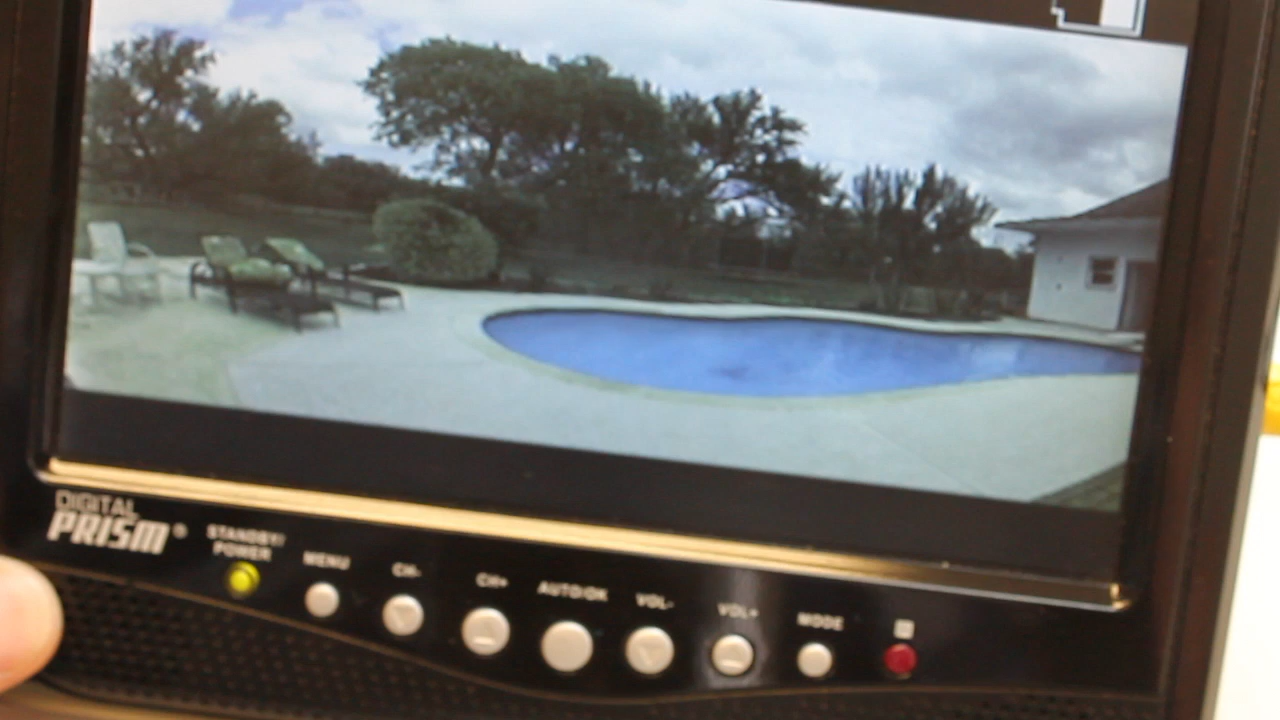 DIGITAL
PRISM®
STANDBY/
POWER
MENU
CH-
CH+
AUTO/OK
VOL-
VOL+
MODE